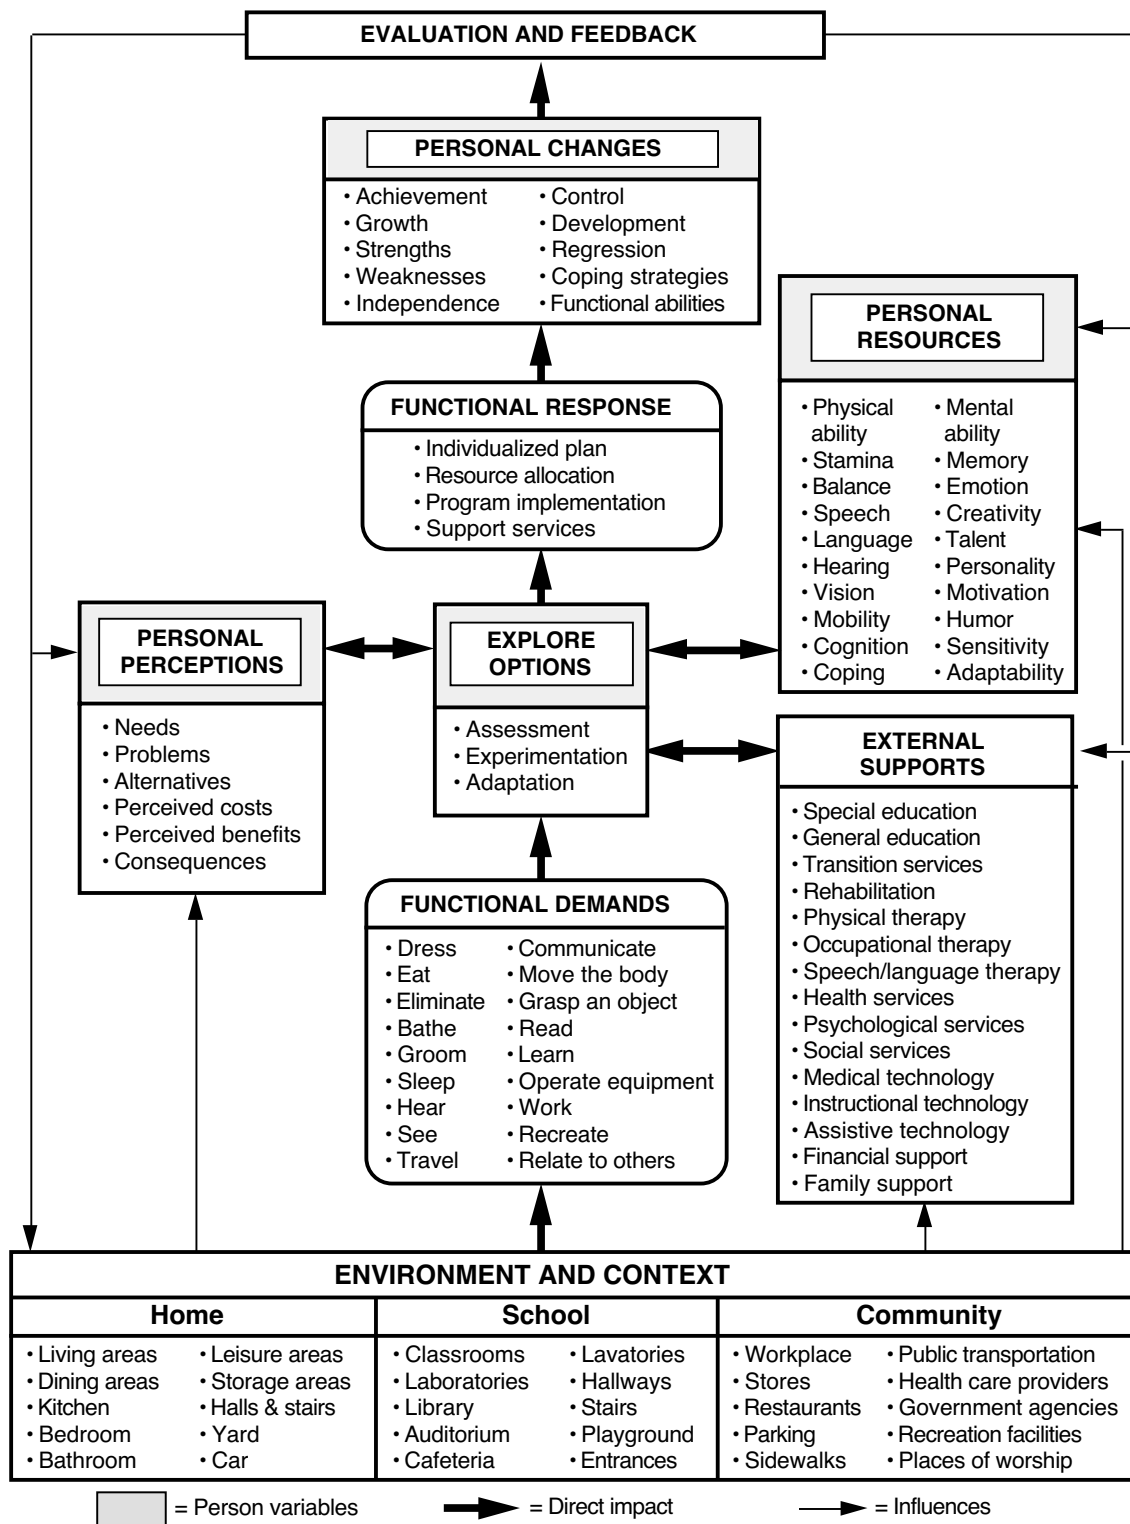 EVALUATION AND FEEDBACK
PERSONAL CHANGES
• Achievement
• Growth
• Strengths
• Weaknesses
• Independence
• Control
• Development
• Regression
• Coping strategies
• Functional abilities
PERSONAL
RESOURCES
• Physical
ability
• Stamina
• Balance
• Speech
• Language
• Hearing
• Vision
• Mobility
• Cognition
• Coping
• Mental
ability
• Memory
• Emotion
• Creativity
• Talent
• Personality
• Motivation
• Humor
• Sensitivity
• Adaptability
FUNCTIONAL RESPONSE
• Individualized plan
• Resource allocation
• Program implementation
• Support services
PERSONAL
PERCEPTIONS
• Needs
• Problems
• Alternatives
• Perceived costs
• Perceived benefits
• Consequences
EXPLORE
OPTIONS
• Assessment
• Experimentation
• Adaptation
EXTERNAL
SUPPORTS
• Special education
• General education
• Transition services
• Rehabilitation
• Physical therapy
• Occupational therapy
• Speech/language therapy
• Health services
• Psychological services
• Social services
• Medical technology
• Instructional technology
• Assistive technology
• Financial support
• Family support
FUNCTIONAL DEMANDS
• Dress
• Eat
• Eliminate
• Bathe
• Groom
• Sleep
• Hear
• See
• Travel
• Communicate
• Move the body
• Grasp an object
• Read
• Learn
• Operate equipment
• Work
• Recreate
• Relate to others
ENVIRONMENT AND CONTEXT
Home
• Living areas
• Dining areas
• Kitchen
• Bedroom
• Bathroom
• Leisure areas
• Storage areas
• Halls & stairs
• Yard
• Car
School
• Classrooms
• Laboratories
• Library
• Auditorium
• Cafeteria
• Lavatories
• Hallways
• Stairs
• Playground
• Entrances
Community
• Workplace
• Stores
• Restaurants
• Parking
• Sidewalks
• Public transportation
• Health care providers
• Government agencies
• Recreation facilities
• Places of worship
= Person variables
= Direct impact
= Influences